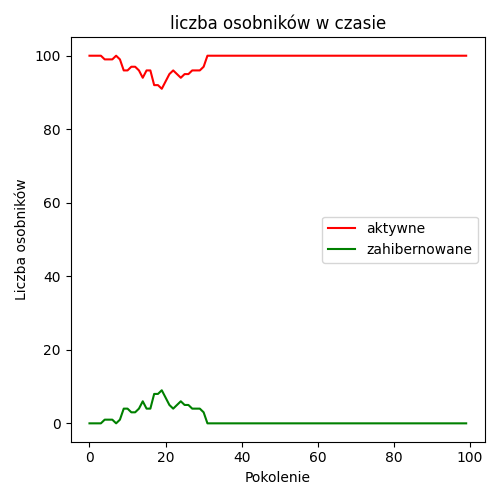 liczba osobników w czasie
Liczba osobników
100
80
60
40
20
0
aktywne
zahibernowane
0 20 40 60 80 100
Pokolenie